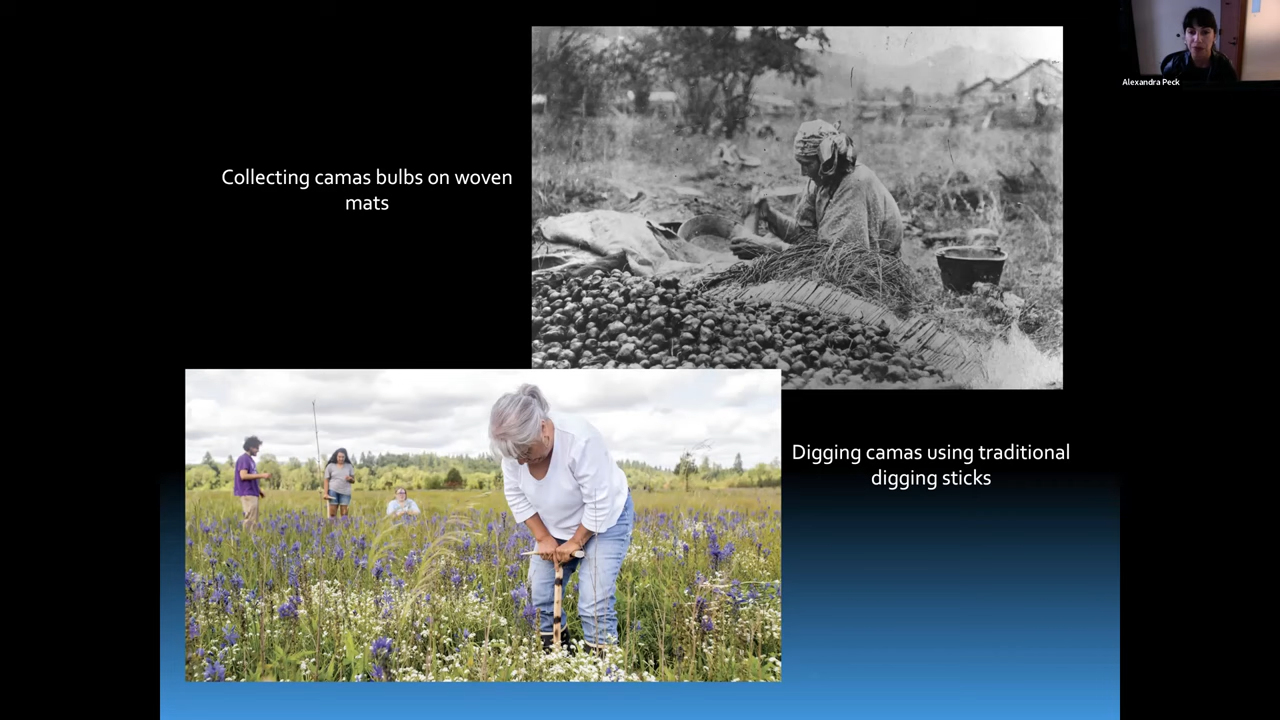 Alexandra Peck
Collecting camas bulbs on woven
mats
Digging camas using traditional
digging sticks